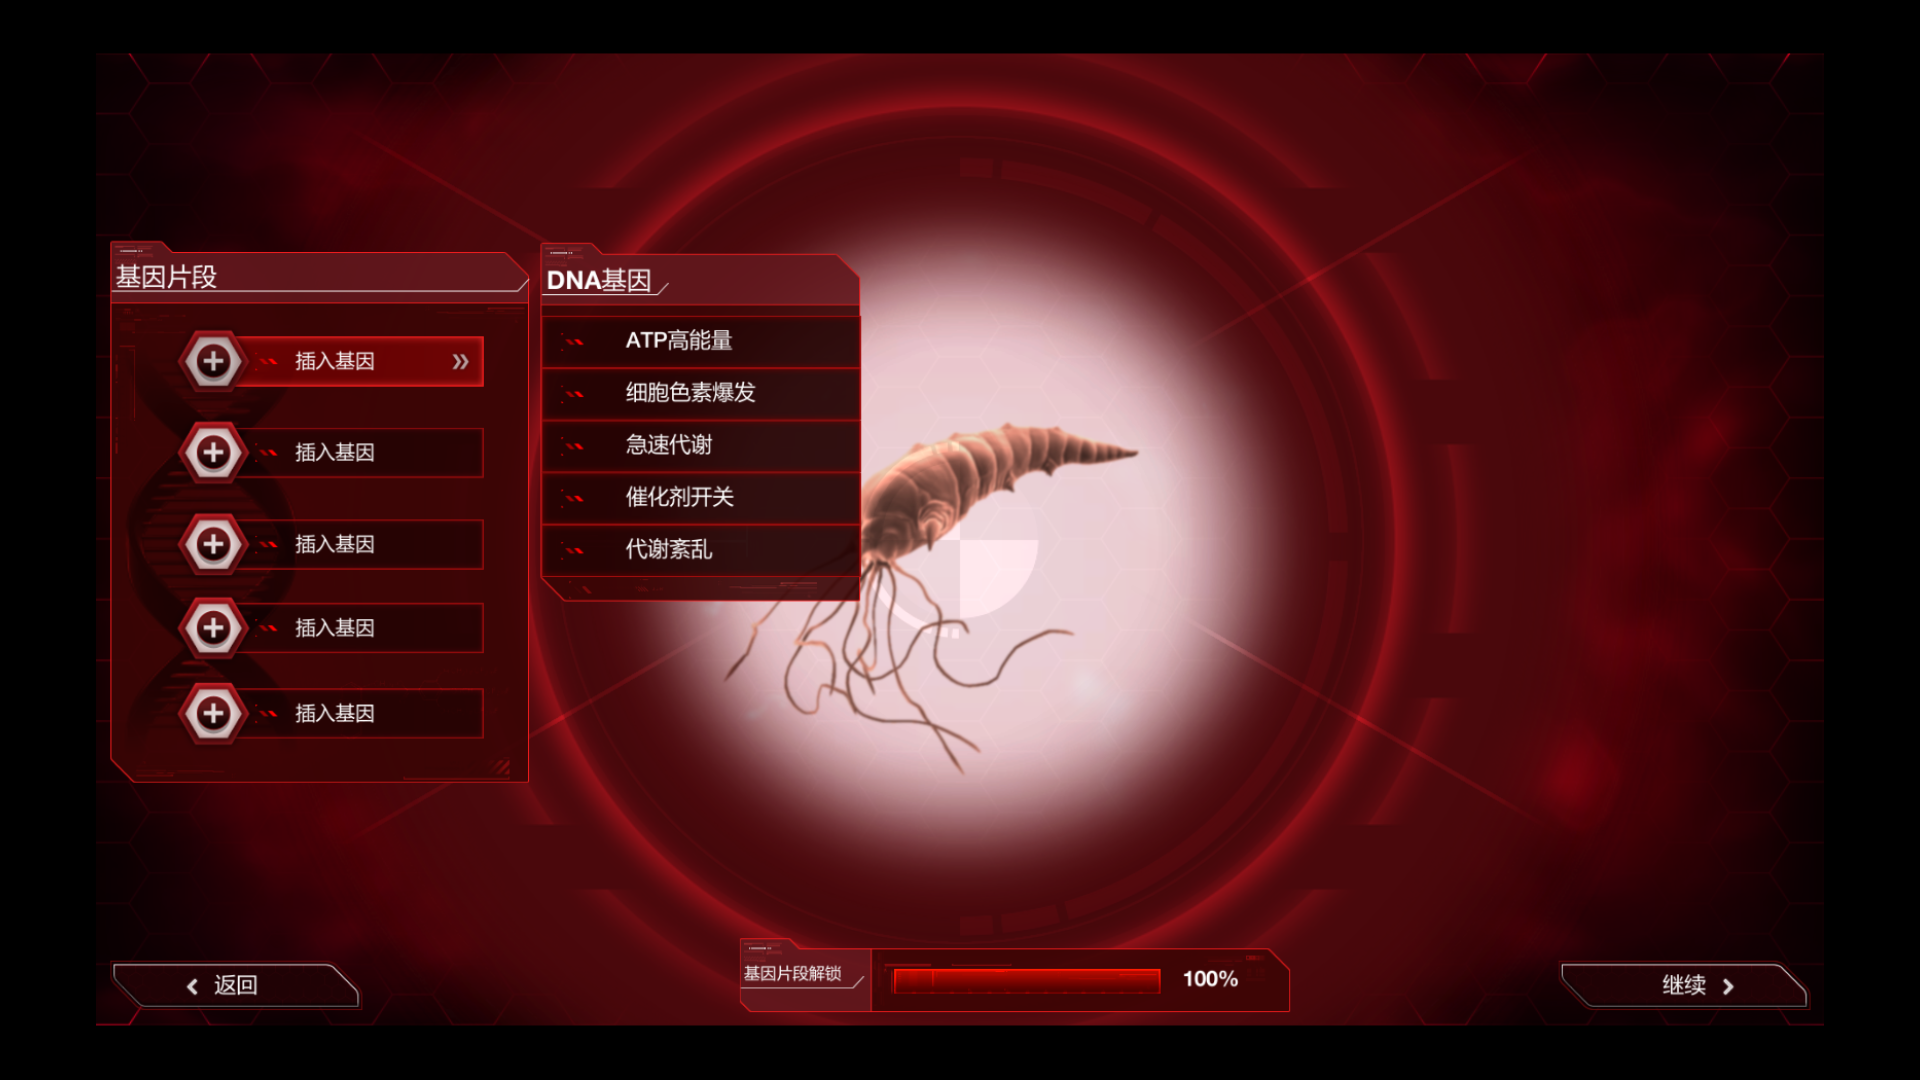 基因片段
插入基因
插入基因
插入基因
插入基因
插入基因
DNA基因
ATP高能量
细胞色素爆发
急速代谢
催化剂开关
代谢紊乱
返回
基因片段解锁
100%
继续